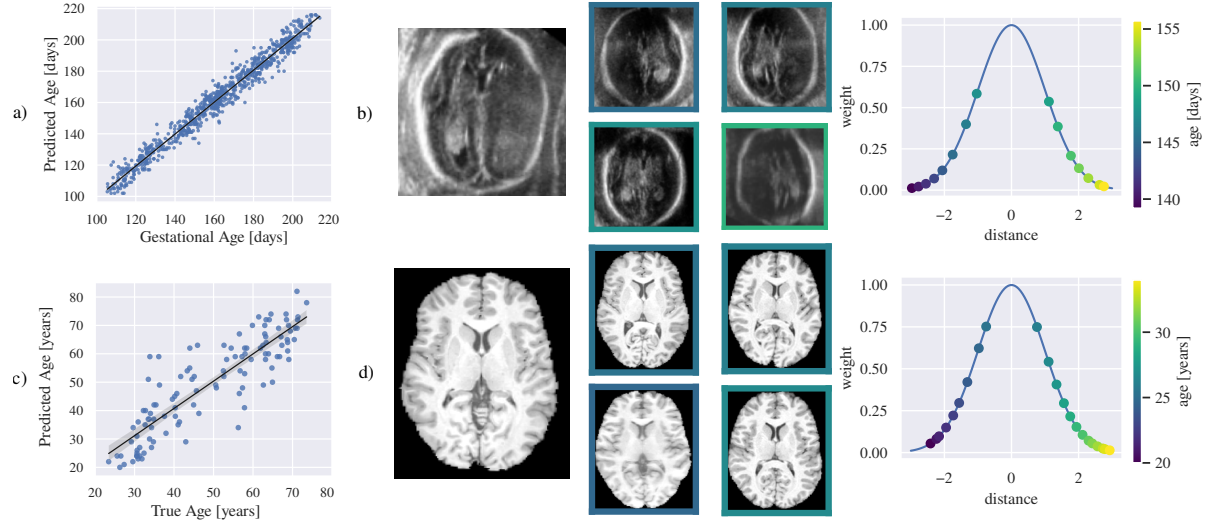 a)
Predicted Age [days]
220
200
180
160
140
120
100
100 120 140 160 180 200 220
Gestational Age [days]
b)
weight
1.00
0.75
0.50
0.25
0.00
−2 0 2
distance
155
150
145
140
age [days]
c)
Predicted Age [years]
80
70
60
50
40
30
20
20 30 40 50 60 70 80
True Age [years]
d)
weight
1.00
0.75
0.50
0.25
0.00
−2 0 2
distance
30
25
20
age [years]